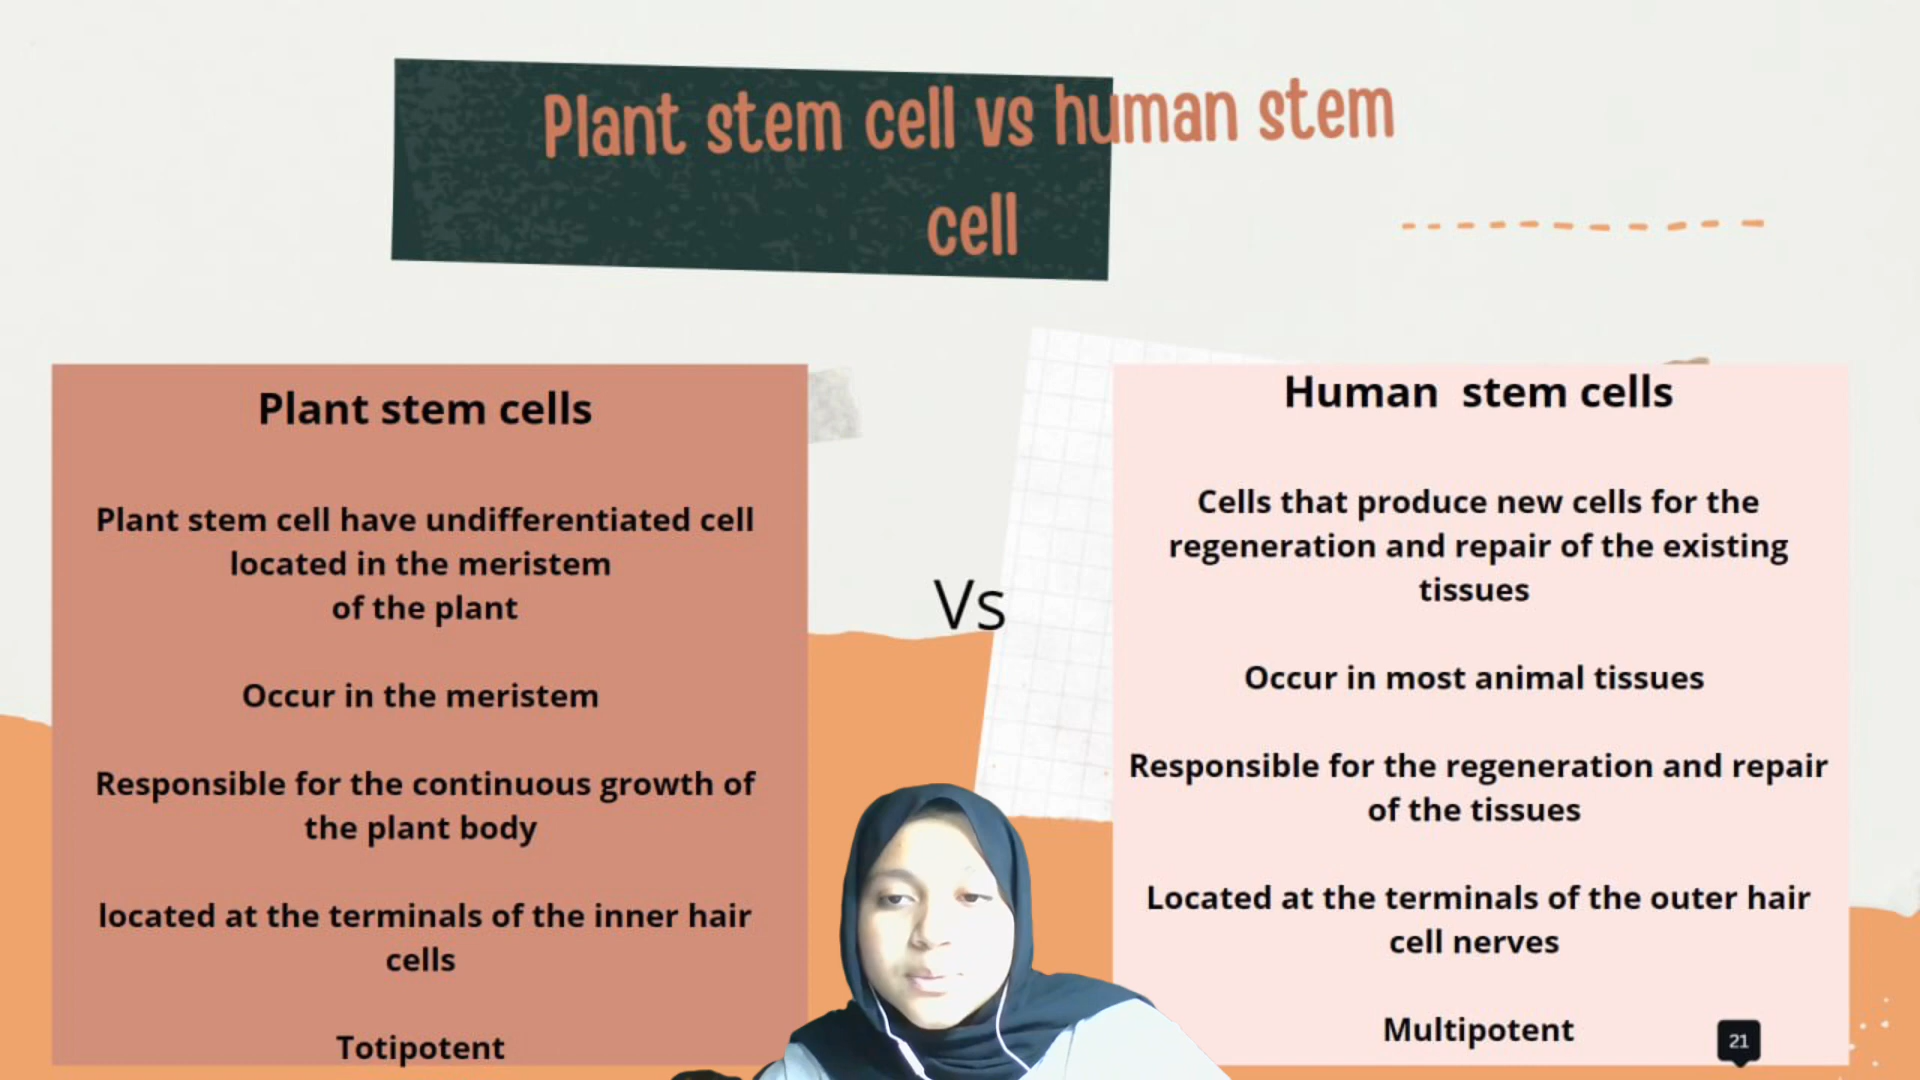 Plant stem cell vs human stem
cell
Plant stem cells
Plant stem cell have undifferentiated cell
located in the meristem
of the plant
Occur in the meristem
Responsible for the continuous growth of
the plant body
located at the terminals of the inner hair
cells
Totipotent
Vs
Human stem cells
Cells that produce new cells for the
regeneration and repair of the existing
tissues
Occur in most animal tissues
Responsible for the regeneration and repair
of the tissues
Located at the terminals of the outer hair
cell nerves
Multipotent
21